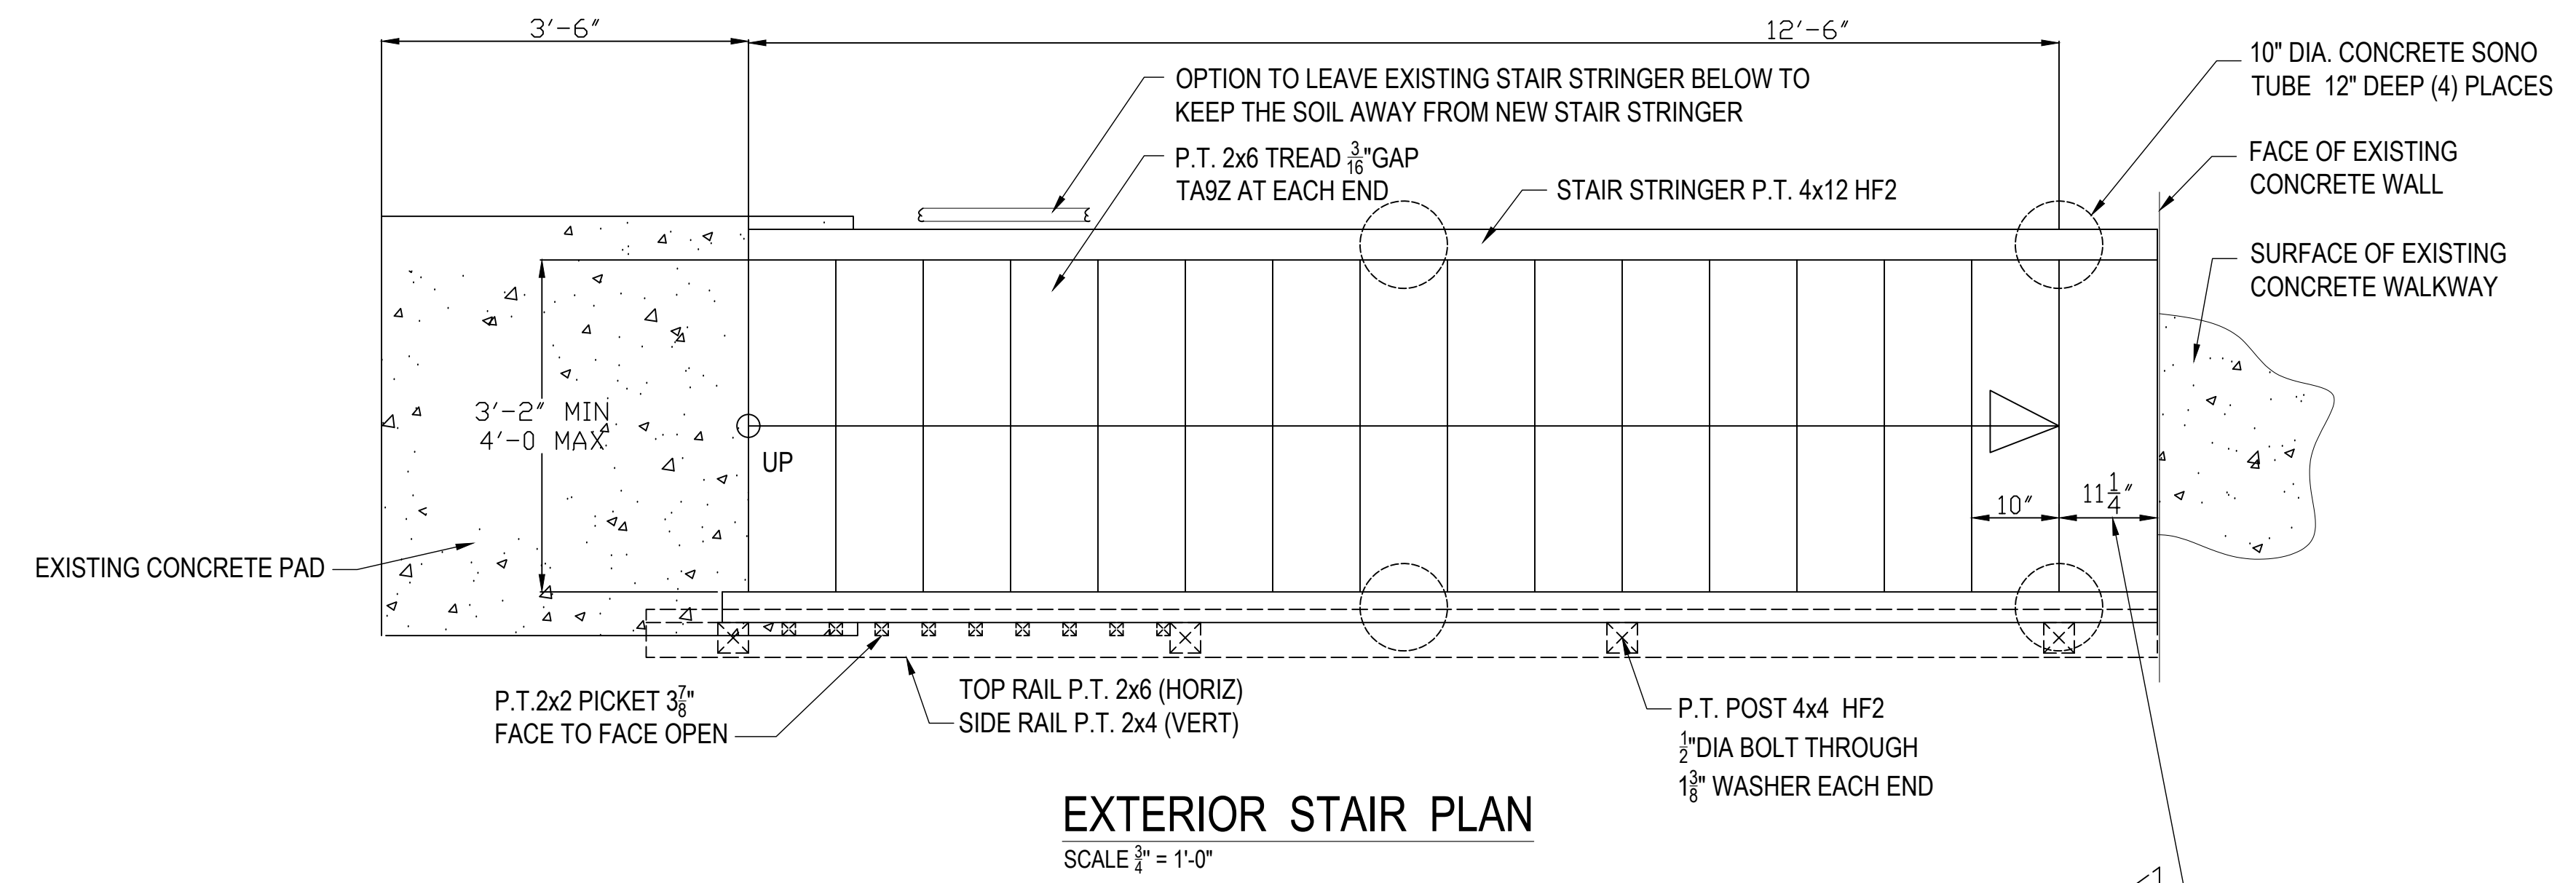 3'-6"
12'-6"
10" DIA. CONCRETE SONO
TUBE 12" DEEP (4) PLACES
OPTION TO LEAVE EXISTING STAIR STRINGER BELOW TO
KEEP THE SOIL AWAY FROM NEW STAIR STRINGER
P.T. 2x6 TREAD 3/16" GAP
TA9Z AT EACH END
STAIR STRINGER P.T. 4x12 HF2
FACE OF EXISTING
CONCRETE WALL
SURFACE OF EXISTING
CONCRETE WALKWAY
3'-2" MIN
4'-0 MAX
UP
10"
11 1/4"
EXISTING CONCRETE PAD
P.T.2x2 PICKET 3 7/8"
FACE TO FACE OPEN
TOP RAIL P.T. 2x6 (HORIZ)
SIDE RAIL P.T. 2x4 (VERT)
P.T. POST 4x4 HF2
1/2"DIA BOLT THROUGH
1 3/8" WASHER EACH END
EXTERIOR STAIR PLAN
SCALE 3/4" = 1'-0"